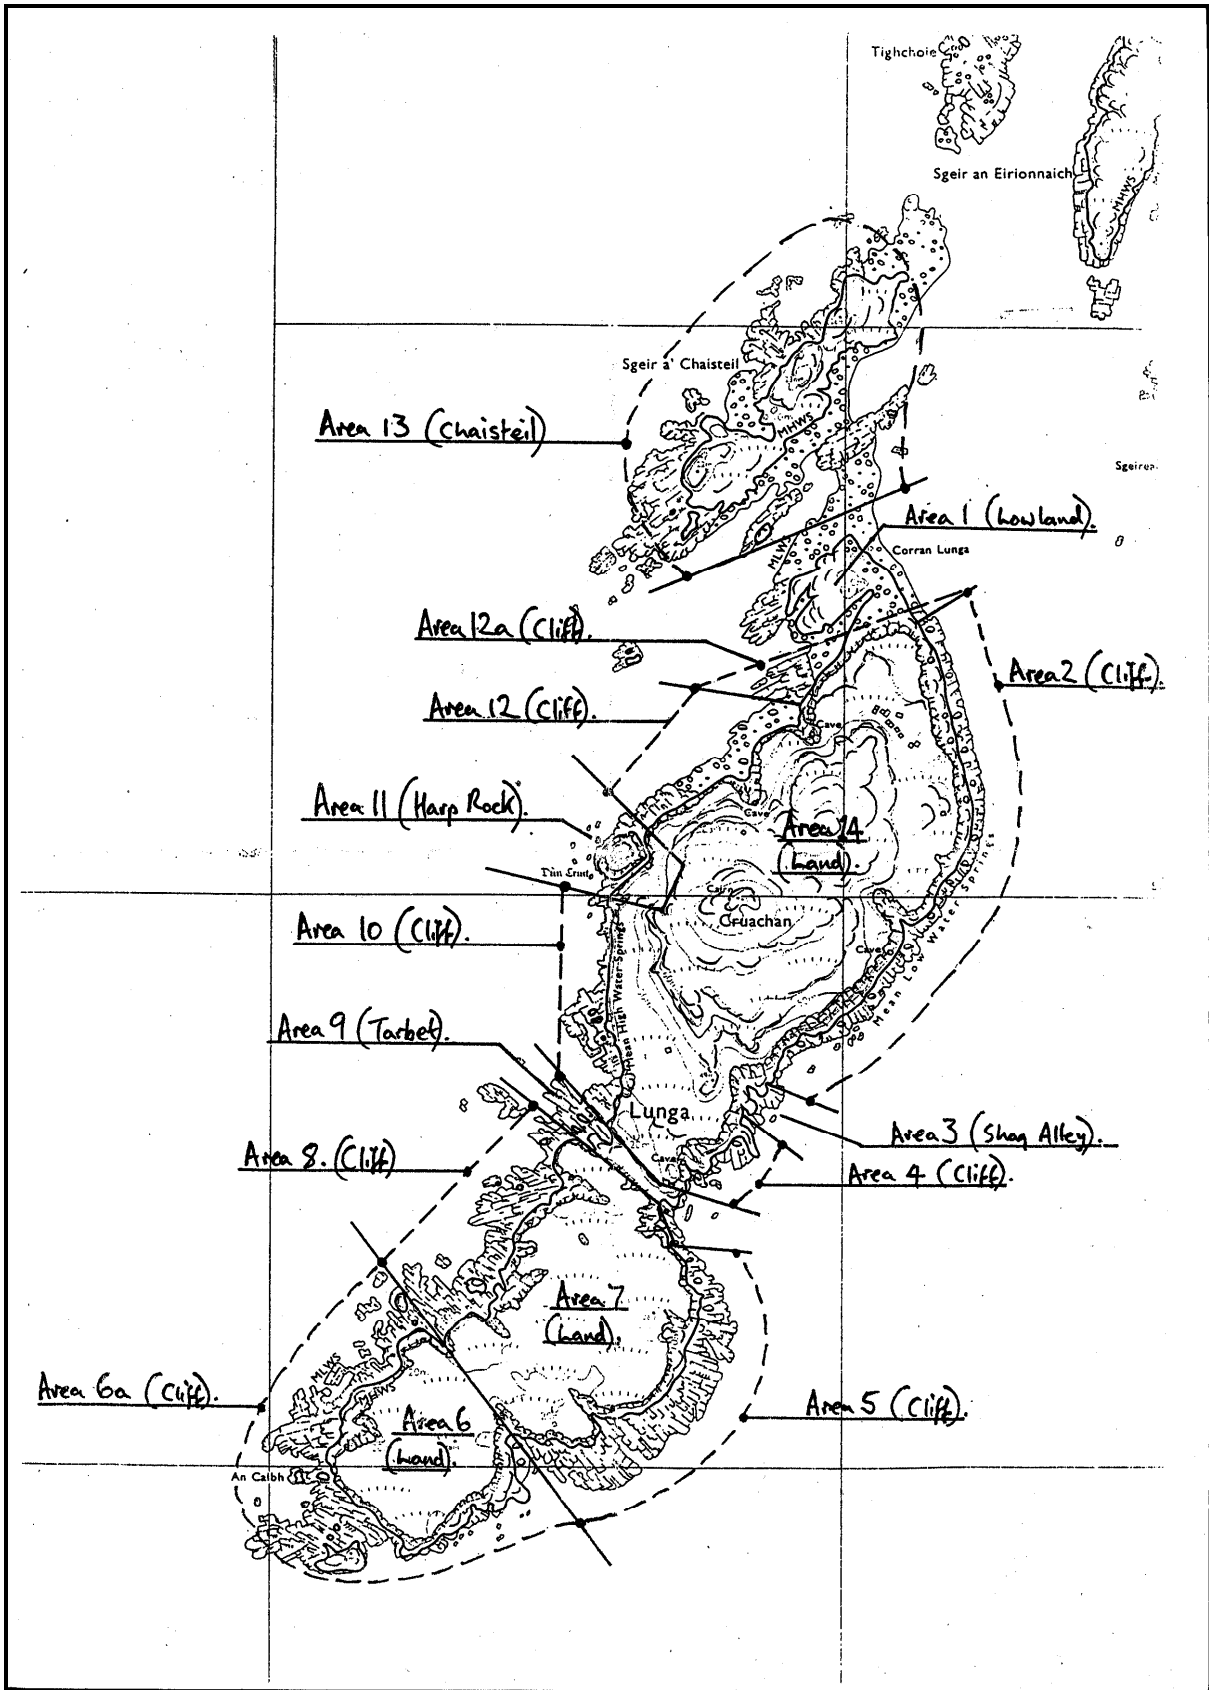 Tighchoie
Sgeir an Eirionnaich
MHWS
Sgeir a' Chaisteil
Area 13 (Chaisteil)
MHWS
Area 1 (Lowland).
MLWS
Corran Lunga
Area 12a (Cliff).
Area 2 (Cliff).
Area 12 (Cliff).
Cave
Area 11 (Harp Rock).
Cave
Area 14
(Land).
Mean Low Water Springs
Cairn
Cruachan
Area 10 (Cliff).
Cave
Mean High Water Springs
Area 9 (Tarbet).
Lunga
Area 3 (Shag Alley).
Area 8. (Cliff)
Cave
Area 4 (Cliff).
Area 7
(Land).
MLWS
20m
MHWS
Area 6a (Cliff).
Area 5 (Cliff).
Area 6
(Land).
An Calbh
20m